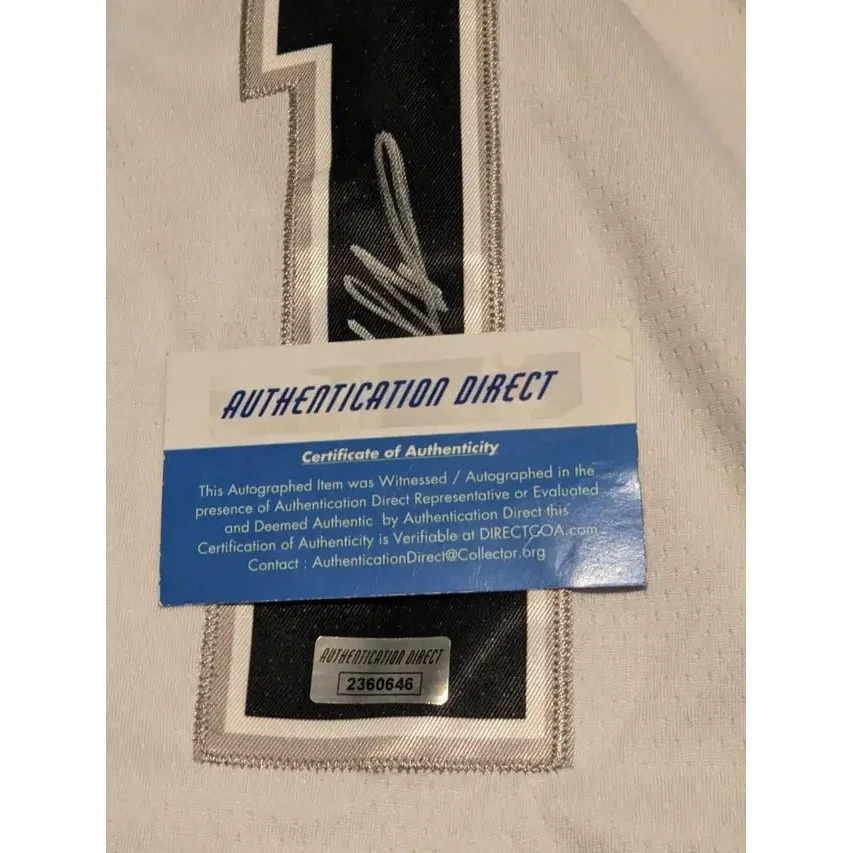 1
AUTHENTICATION DIRECT
Certificate of Authenticity
This Autographed Item was Witnessed / Autographed in the
presence of Authentication Direct Representative or Evaluated
and Deemed Authentic by Authentication Direct this
Certification of Authenticity is Verifiable at DIRECTCOA.com
Contact : AuthenticationDirect@Collector.org
AUTHENTICATION DIRECT
2360646